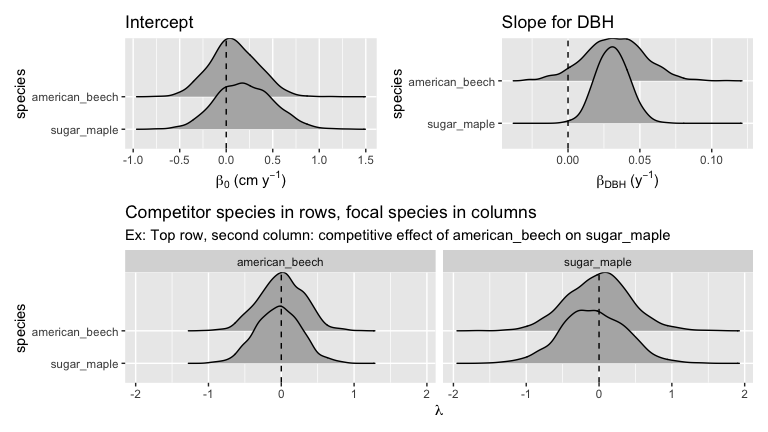 Intercept
Slope for DBH
species
american_beech
sugar_maple
-1.0 -0.5 0.0 0.5 1.0 1.5
β₀ (cm y⁻¹)
species
american_beech
sugar_maple
0.00 0.05 0.10
β_DBH (y⁻¹)
Competitor species in rows, focal species in columns
Ex: Top row, second column: competitive effect of american_beech on sugar_maple
american_beech sugar_maple
species
american_beech
sugar_maple
-2 -1 0 1 2 -2 -1 0 1 2
λ